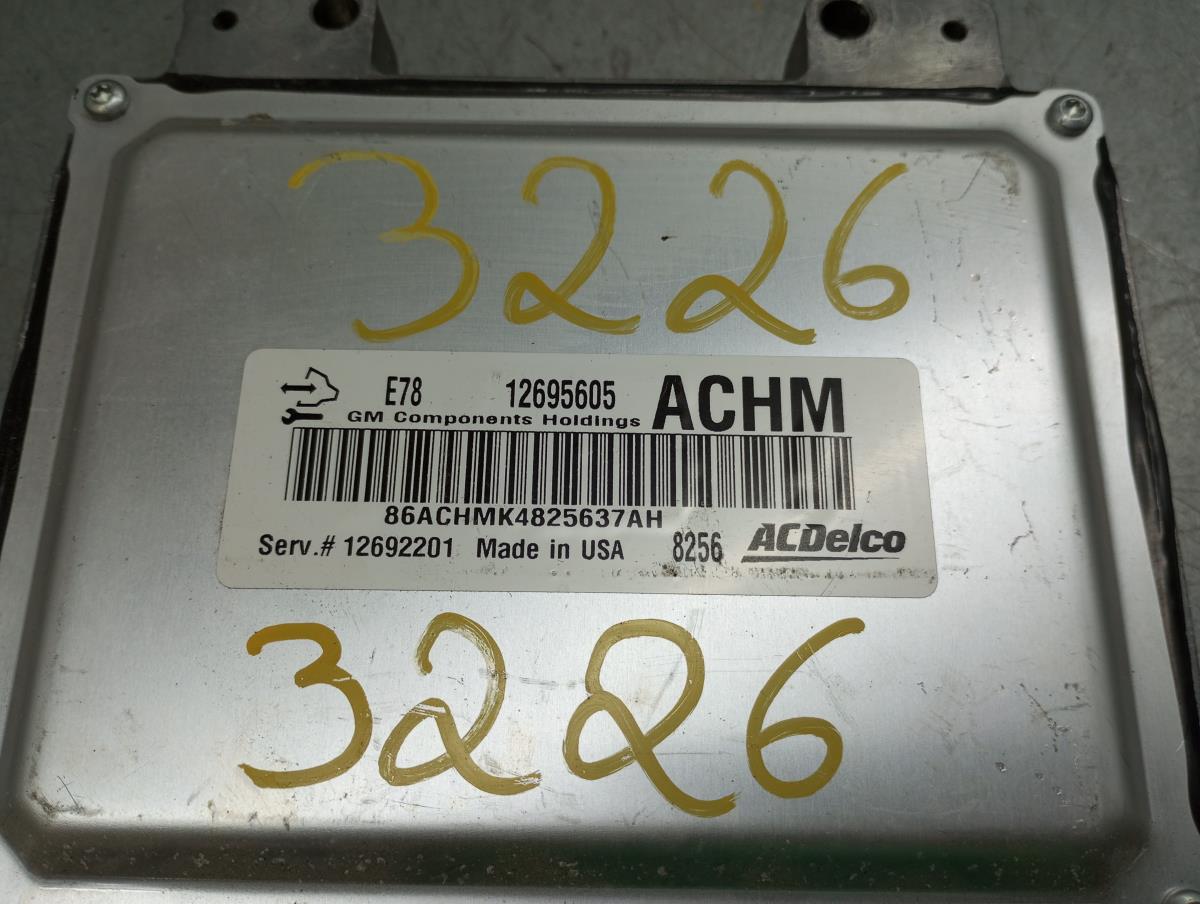 3226
E78 12695605 ACHM
GM Components Holdings
86ACHMK4825637AH
Serv.# 12692201 Made in USA 8256 ACDelco
3226